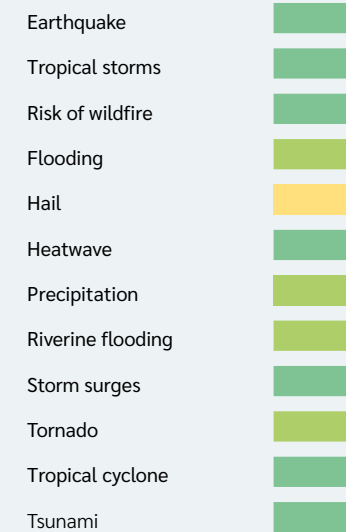 Earthquake
Tropical storms
Risk of wildfire
Flooding
Hail
Heatwave
Precipitation
Riverine flooding
Storm surges
Tornado
Tropical cyclone
Tsunami